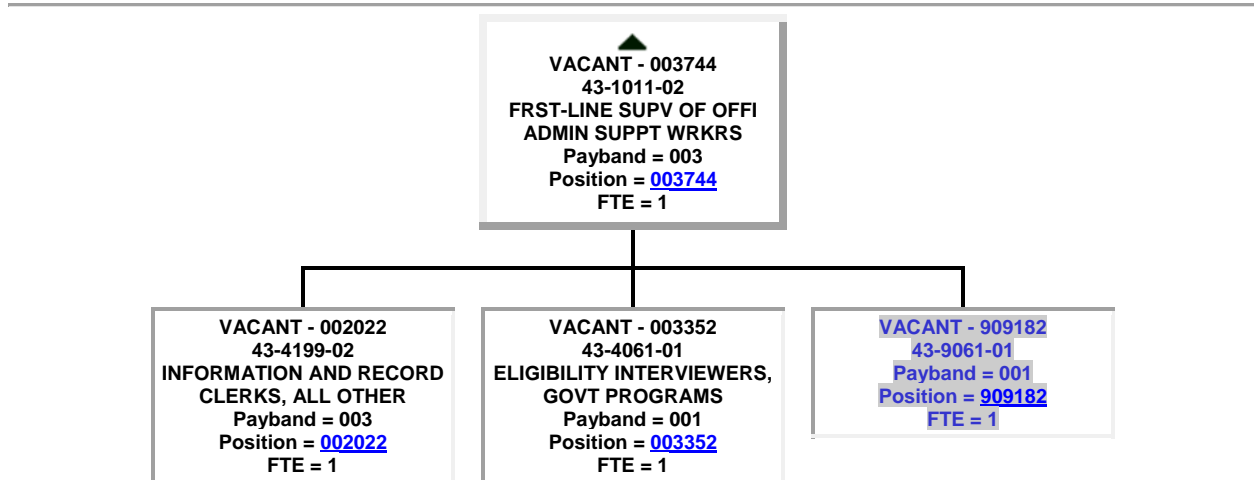 VACANT - 003744
43-1011-02
FRST-LINE SUPV OF OFFI
ADMIN SUPPT WRKRS
Payband = 003
Position = 003744
FTE = 1
VACANT - 002022
43-4199-02
INFORMATION AND RECORD
CLERKS, ALL OTHER
Payband = 003
Position = 002022
FTE = 1
VACANT - 003352
43-4061-01
ELIGIBILITY INTERVIEWERS,
GOVT PROGRAMS
Payband = 001
Position = 003352
FTE = 1
VACANT - 909182
43-9061-01
Payband = 001
Position = 909182
FTE = 1